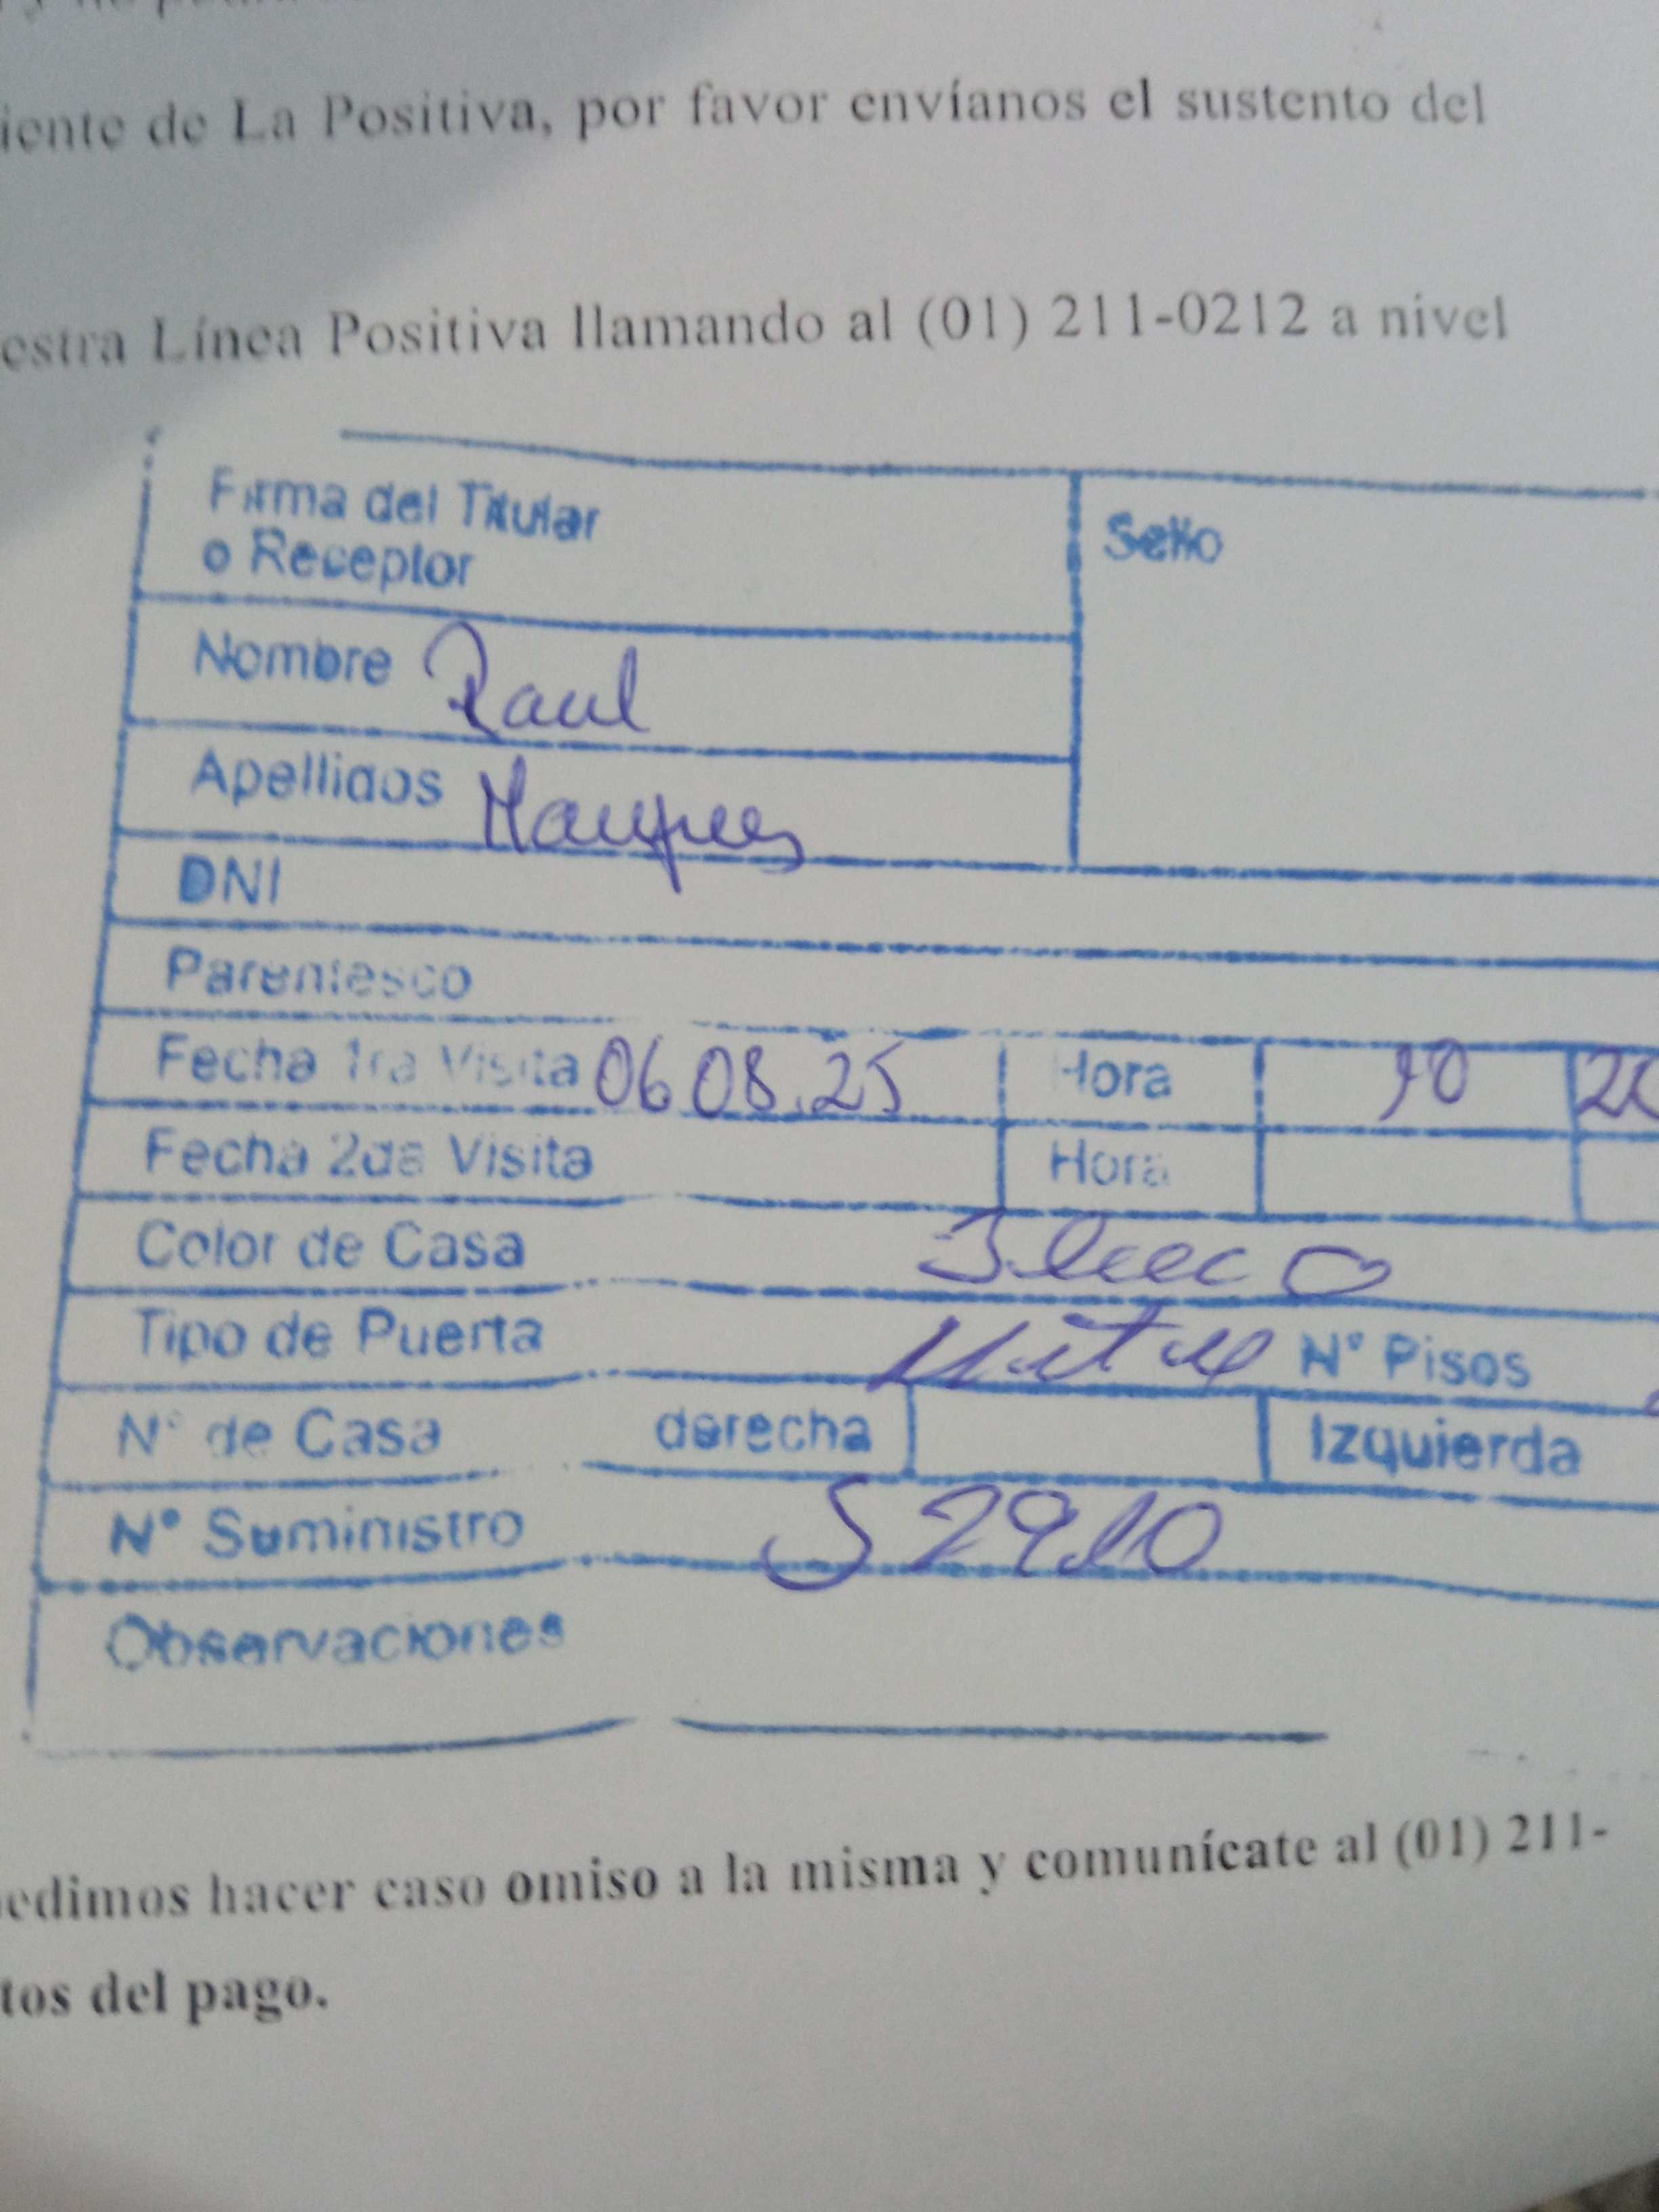 iente de La Positiva, por favor envíanos el sustento del
estra Línea Positiva llamando al (01) 211-0212 a nivel
Firma del Titular
o Receptor
Sello
Nombre Raul
Apellidos
DNI
Parentesco
Fecha 1ra Visita 06 08.25 Hora 10
Fecha 2da Visita Hora
Color de Casa
Tipo de Puerta N° Pisos
N° de Casa derecha Izquierda
N° Suministro
Observaciones
edimos hacer caso omiso a la misma y comunícate al (01) 211-
tos del pago.